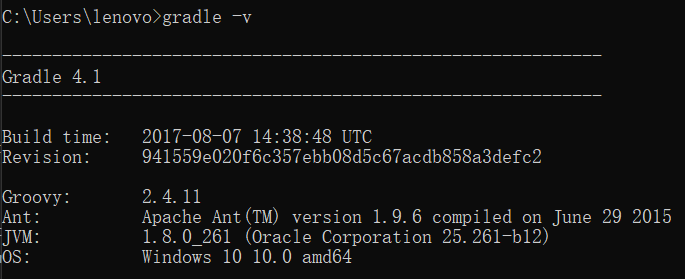 C:\Users\lenovo>gradle -v
------------------------------------------------------------
Gradle 4.1
------------------------------------------------------------
Build time:   2017-08-07 14:38:48 UTC
Revision:     941559e020f6c357ebb08d5c67acdb858a3defc2
Groovy:       2.4.11
Ant:          Apache Ant(TM) version 1.9.6 compiled on June 29 2015
JVM:          1.8.0_261 (Oracle Corporation 25.261-b12)
OS:           Windows 10 10.0 amd64